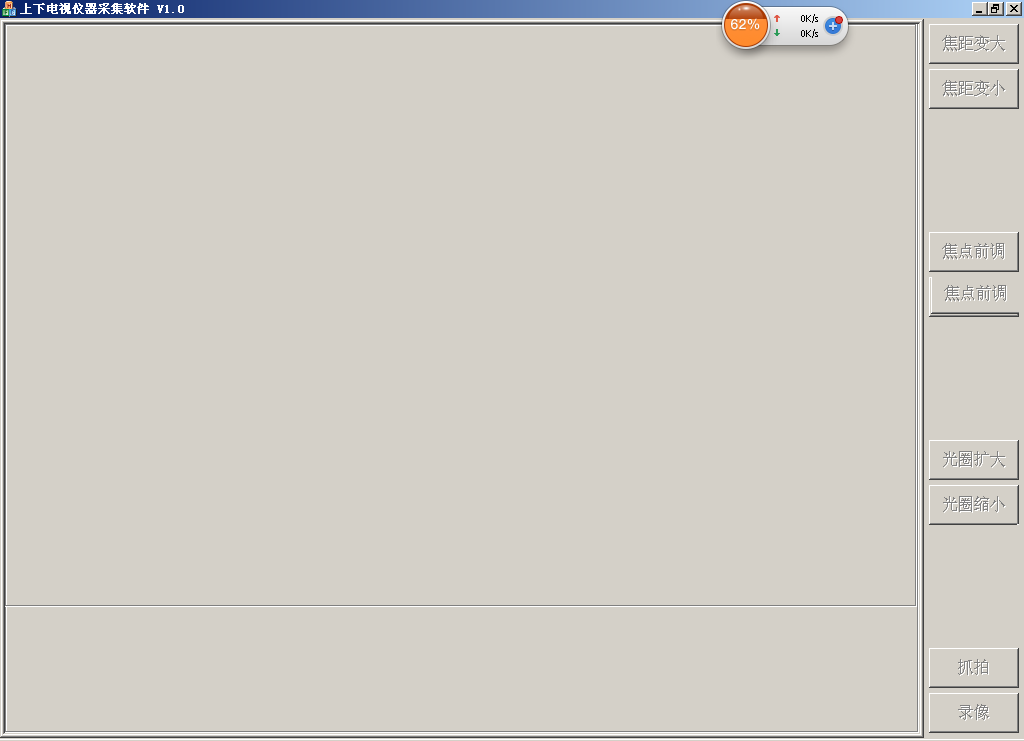 上下电视仪器采集软件 V1.0
62%
0K/s
0K/s
焦距变大
焦距变小
焦点前调
焦点前调
光圈扩大
光圈缩小
抓拍
录像